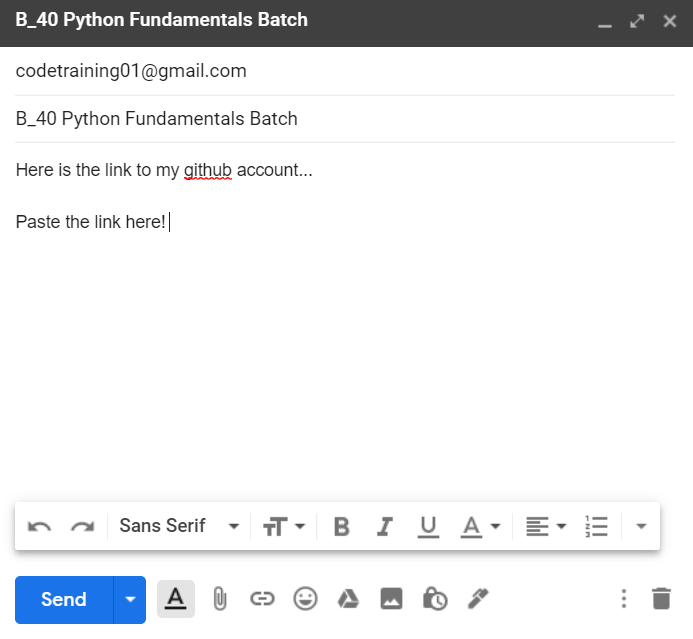 B_40 Python Fundamentals Batch
codetraining01@gmail.com
B_40 Python Fundamentals Batch
Here is the link to my github account...
Paste the link here!
Sans Serif
Send